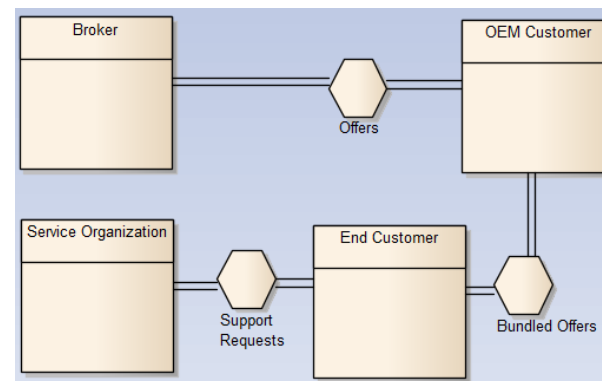 Broker
OEM Customer
Offers
Service Organization
End Customer
Support
Requests
Bundled Offers